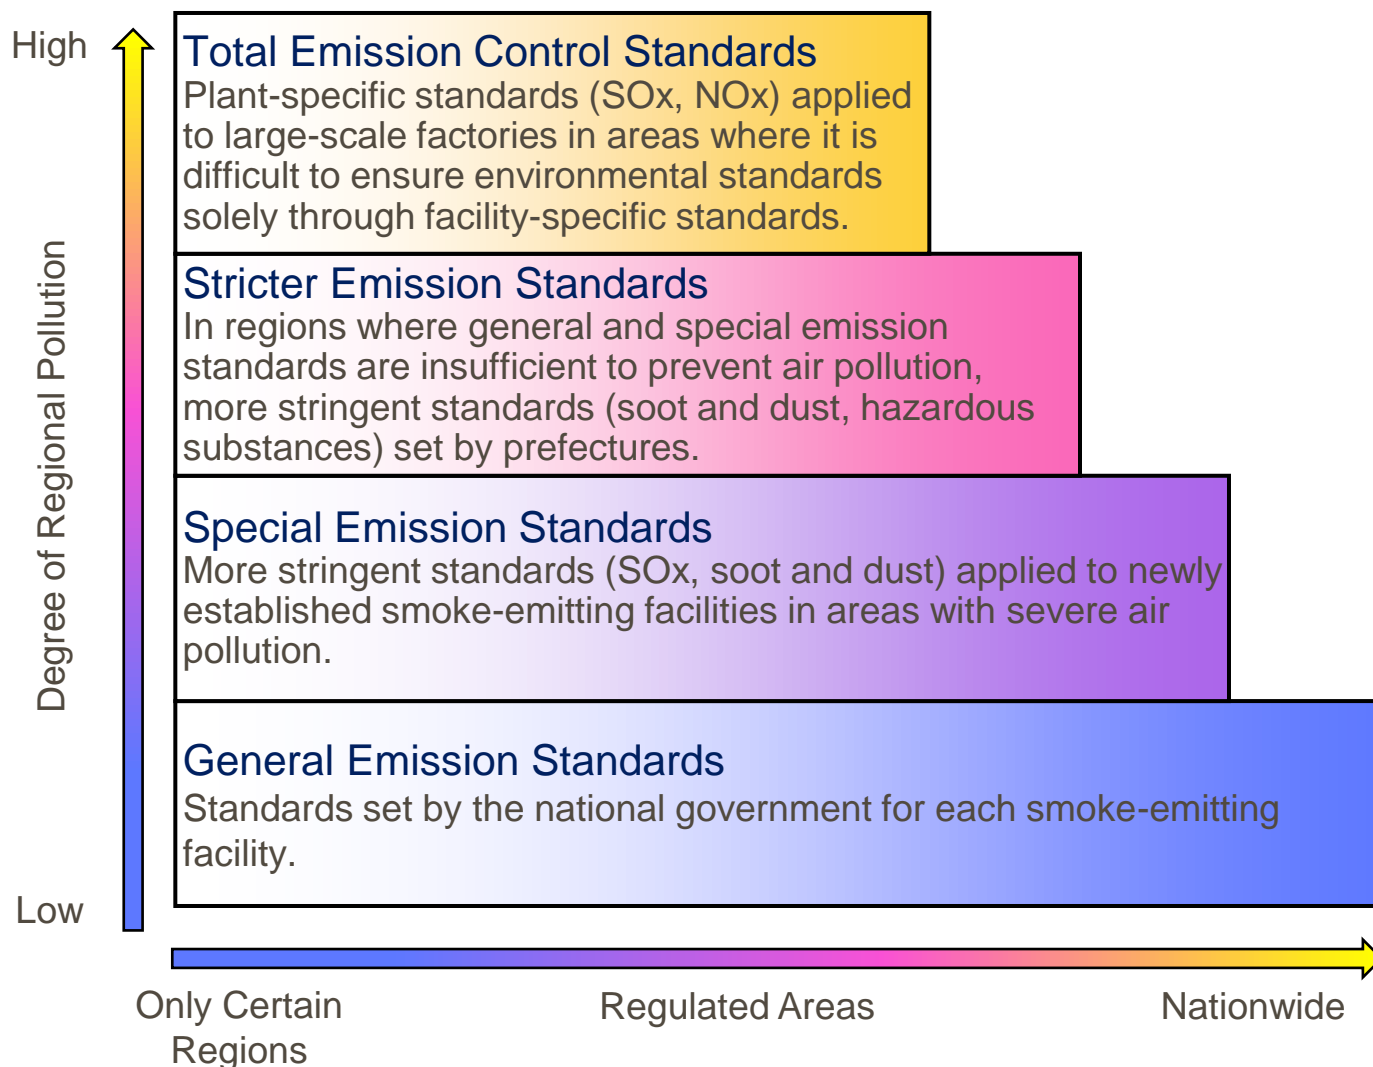 High
Total Emission Control Standards
Plant-specific standards (SOx, NOx) applied
to large-scale factories in areas where it is
difficult to ensure environmental standards
solely through facility-specific standards.
Stricter Emission Standards
In regions where general and special emission
standards are insufficient to prevent air pollution,
more stringent standards (soot and dust, hazardous
substances) set by prefectures.
Degree of Regional Pollution
Special Emission Standards
More stringent standards (SOx, soot and dust) applied to newly
established smoke-emitting facilities in areas with severe air
pollution.
General Emission Standards
Standards set by the national government for each smoke-emitting
facility.
Low
Only Certain
Regions
Regulated Areas
Nationwide